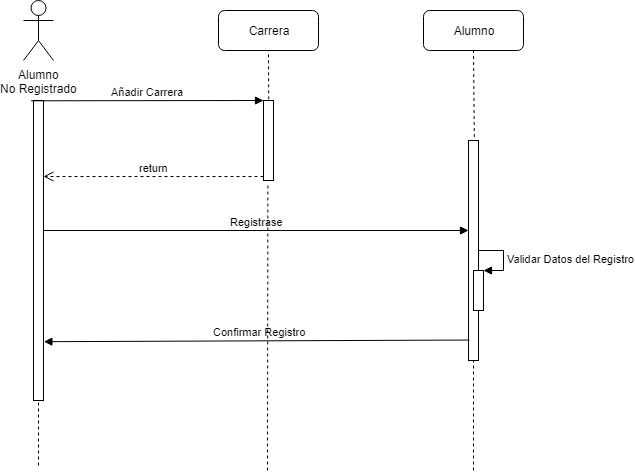 Carrera
Alumno
Alumno
No Registrado
Añadir Carrera
return
Registrase
Validar Datos del Registro
Confirmar Registro